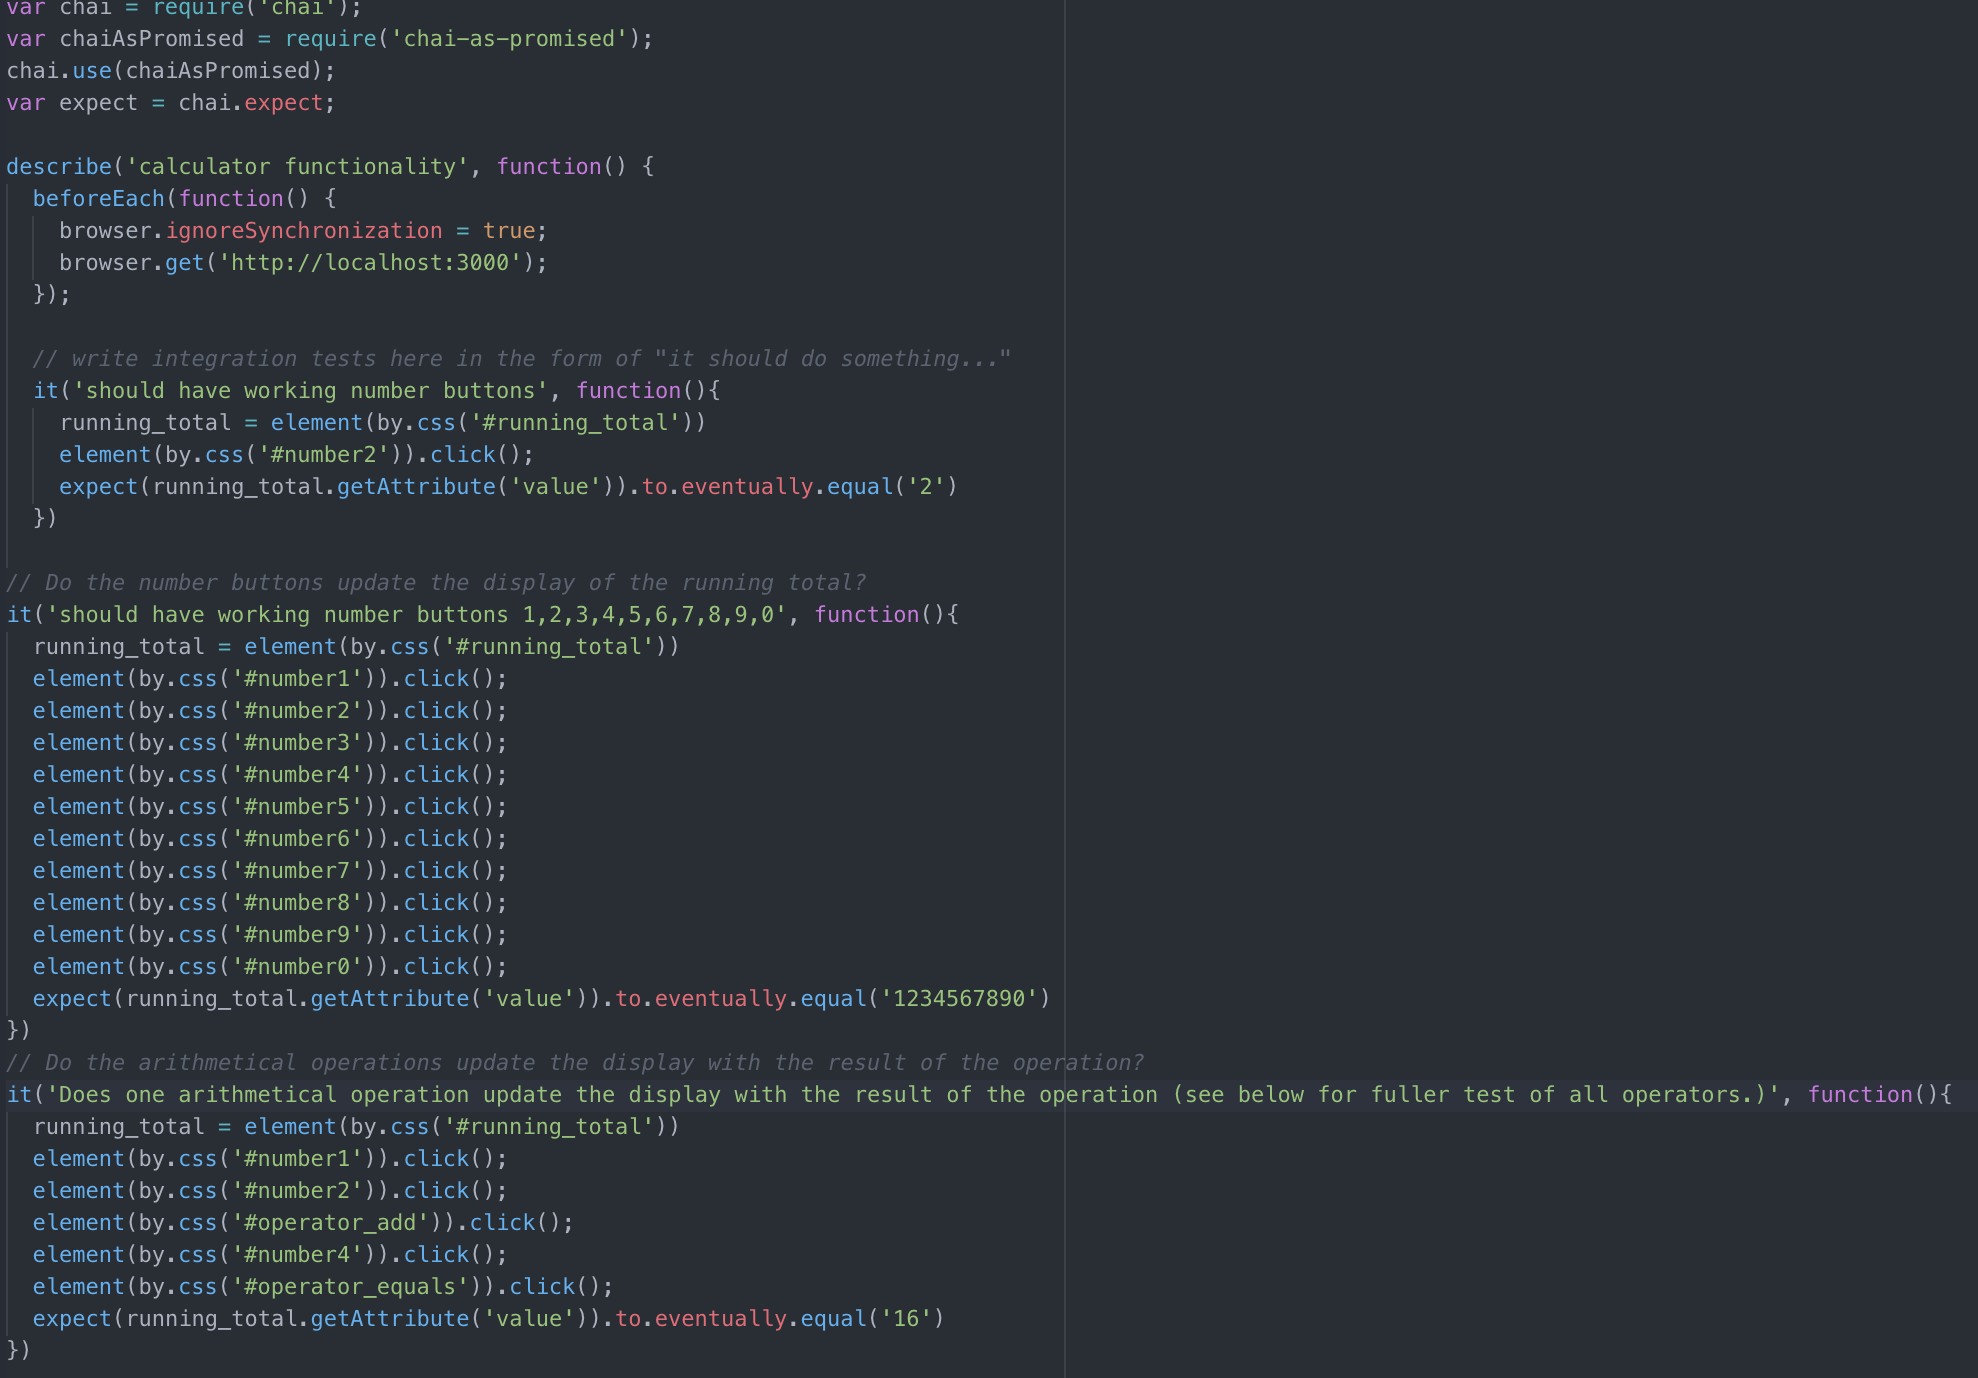 var chai = require('chai');
var chaiAsPromised = require('chai-as-promised');
chai.use(chaiAsPromised);
var expect = chai.expect;

describe('calculator functionality', function() {
  beforeEach(function() {
    browser.ignoreSynchronization = true;
    browser.get('http://localhost:3000');
  });

  // write integration tests here in the form of "it should do something..."
  it('should have working number buttons', function(){
    running_total = element(by.css('#running_total'))
    element(by.css('#number2')).click();
    expect(running_total.getAttribute('value')).to.eventually.equal('2')
  })

// Do the number buttons update the display of the running total?
it('should have working number buttons 1,2,3,4,5,6,7,8,9,0', function(){
  running_total = element(by.css('#running_total'))
  element(by.css('#number1')).click();
  element(by.css('#number2')).click();
  element(by.css('#number3')).click();
  element(by.css('#number4')).click();
  element(by.css('#number5')).click();
  element(by.css('#number6')).click();
  element(by.css('#number7')).click();
  element(by.css('#number8')).click();
  element(by.css('#number9')).click();
  element(by.css('#number0')).click();
  expect(running_total.getAttribute('value')).to.eventually.equal('1234567890')
})
// Do the arithmetical operations update the display with the result of the operation?
it('Does one arithmetical operation update the display with the result of the operation (see below for fuller test of all operators.)', function(){
  running_total = element(by.css('#running_total'))
  element(by.css('#number1')).click();
  element(by.css('#number2')).click();
  element(by.css('#operator_add')).click();
  element(by.css('#number4')).click();
  element(by.css('#operator_equals')).click();
  expect(running_total.getAttribute('value')).to.eventually.equal('16')
})